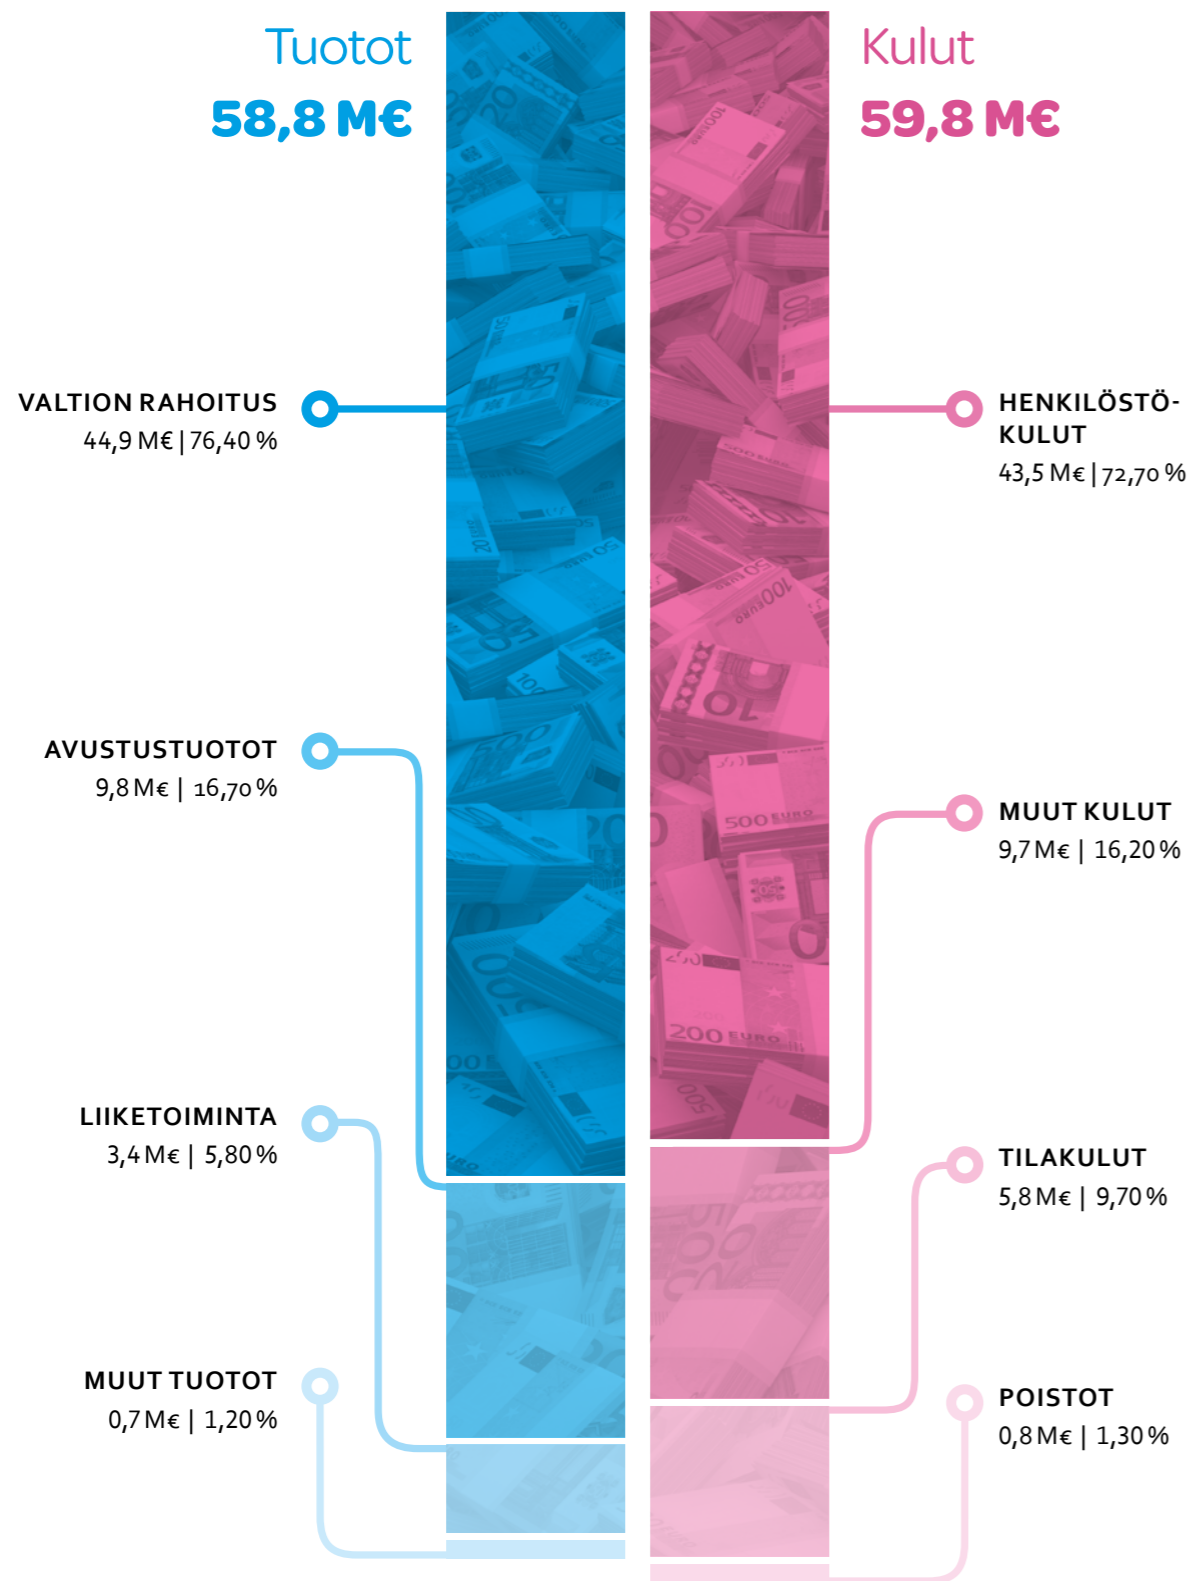 Tuotot
58,8 M€
VALTION RAHOITUS
44,9 M€ | 76,40 %
AVUSTUSTUOTOT
9,8 M€ | 16,70 %
LIIKETOIMINTA
3,4 M€ | 5,80 %
MUUT TUOTOT
0,7 M€ | 1,20 %
Kulut
59,8 M€
HENKILÖSTÖ-
KULUT
43,5 M€ | 72,70 %
MUUT KULUT
9,7 M€ | 16,20 %
TILAKULUT
5,8 M€ | 9,70 %
POISTOT
0,8 M€ | 1,30 %